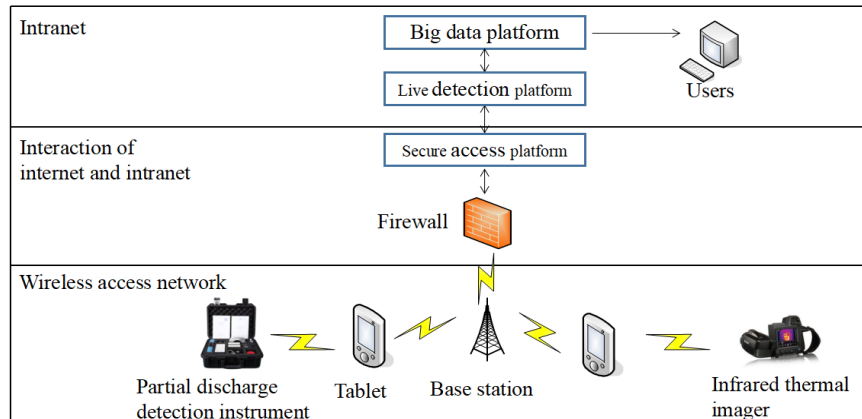 Intranet
Big data platform
Live detection platform
Users
Interaction of
internet and intranet
Secure access platform
Firewall
Wireless access network
Partial discharge
detection instrument
Tablet
Base station
Infrared thermal
imager